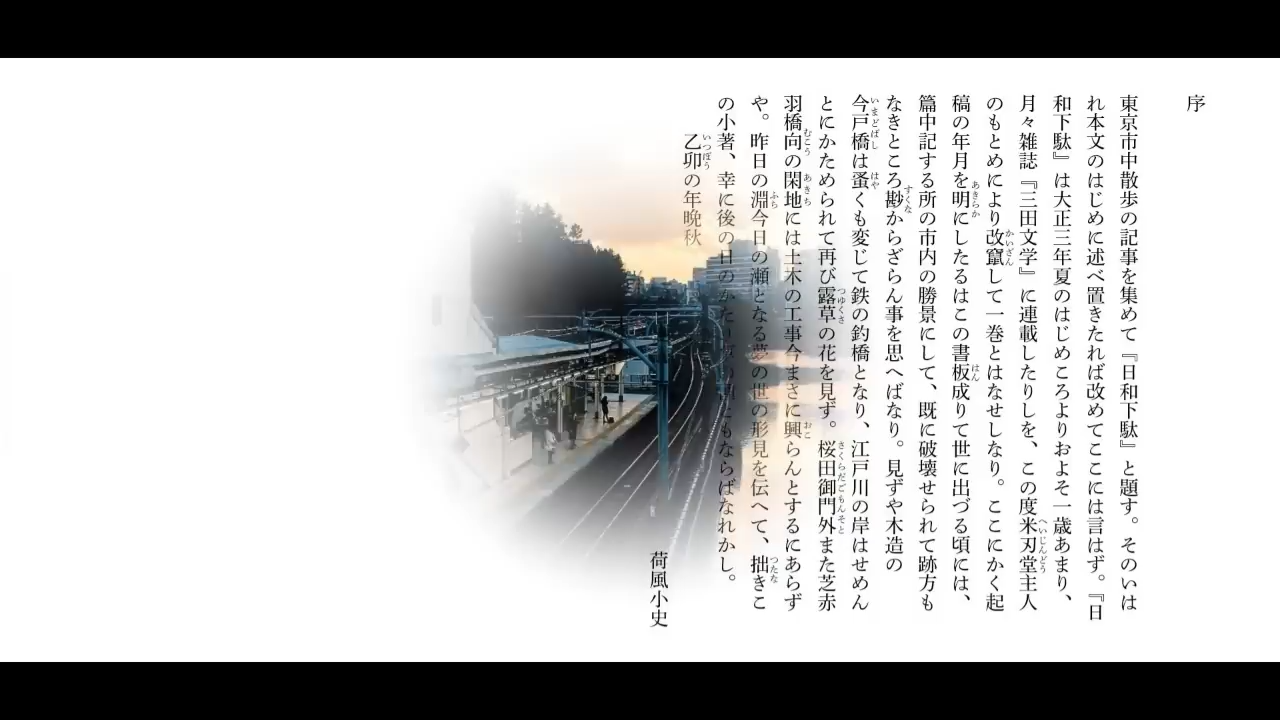 序
東京市中散歩の記事を集めて『日和下駄』と題す。そのいは
れ本文のはじめに述べ置きたれば改めてここには言はず。『日
和下駄』は大正三年夏のはじめころよりおよそ一歳あまり、
月々雑誌『三田文学』に連載したりしを、この度米刃堂主人
のもとめにより改竄して一巻とはなせしなり。ここにかく起
稿の年月を明にしたるはこの書板成りて世に出づる頃には、
篇中記する所の市内の勝景にして、既に破壊せられて跡方も
なきところ尠からざらん事を思へばなり。見ずや木造の
今戸橋は蚤くも変じて鉄の釣橋となり、江戸川の岸はせめん
とにかためられて再び露草の花を見ず。桜田御門外また芝赤
羽橋向の閑地には土木の工事今まさに興らんとするにあらず
や。昨日の淵今日の瀬となる夢の世の形見を伝へて、拙きこ
の小著、幸に後の日のかたり もならばなれかし。
乙卯の年晩秋
荷風小史